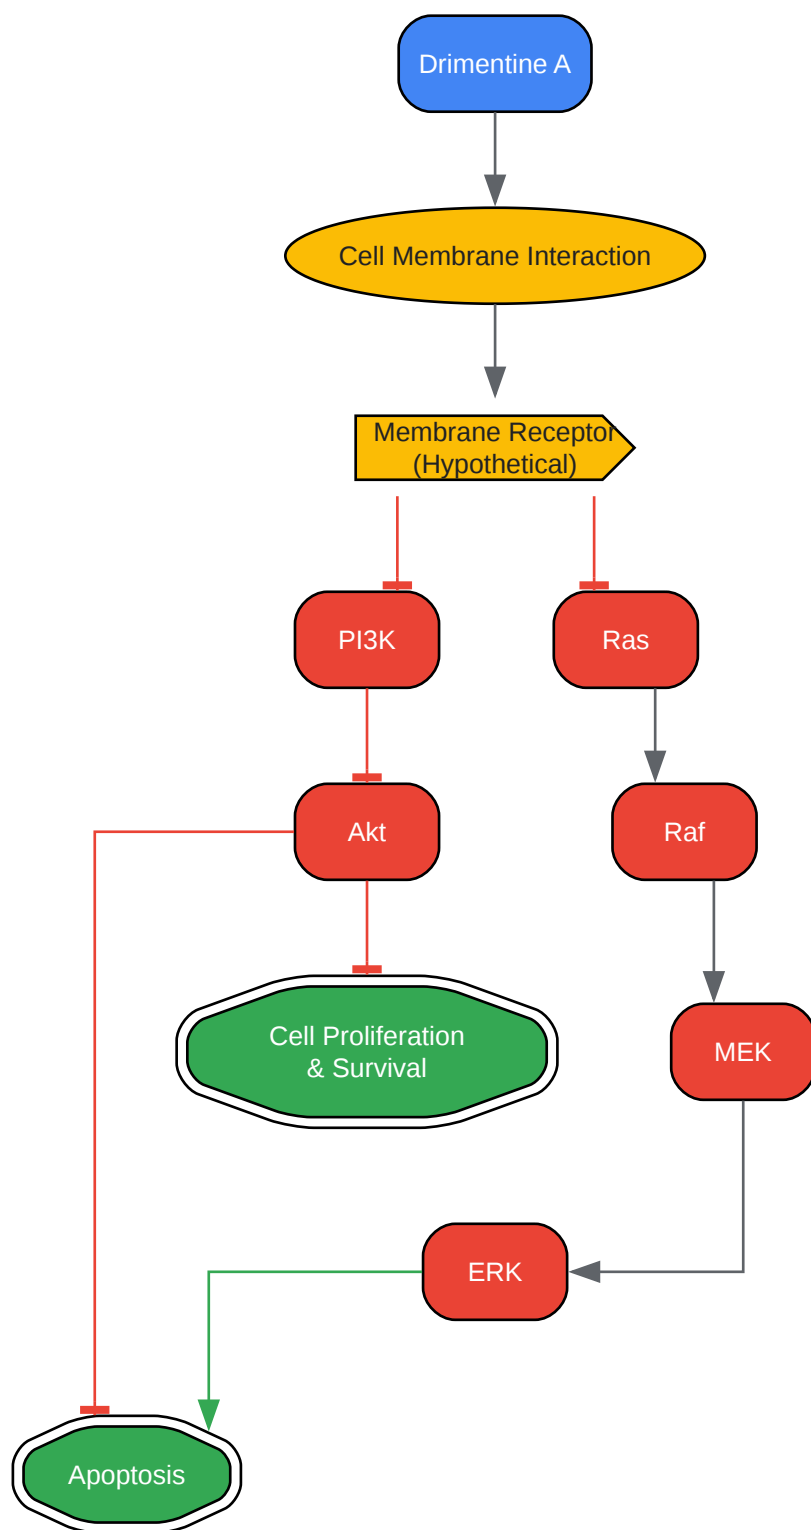 Drimentine A
Cell Membrane Interaction
Membrane Receptor
(Hypothetical)
PI3K
Ras
Akt
Raf
Cell Proliferation
& Survival
MEK
ERK
Apoptosis